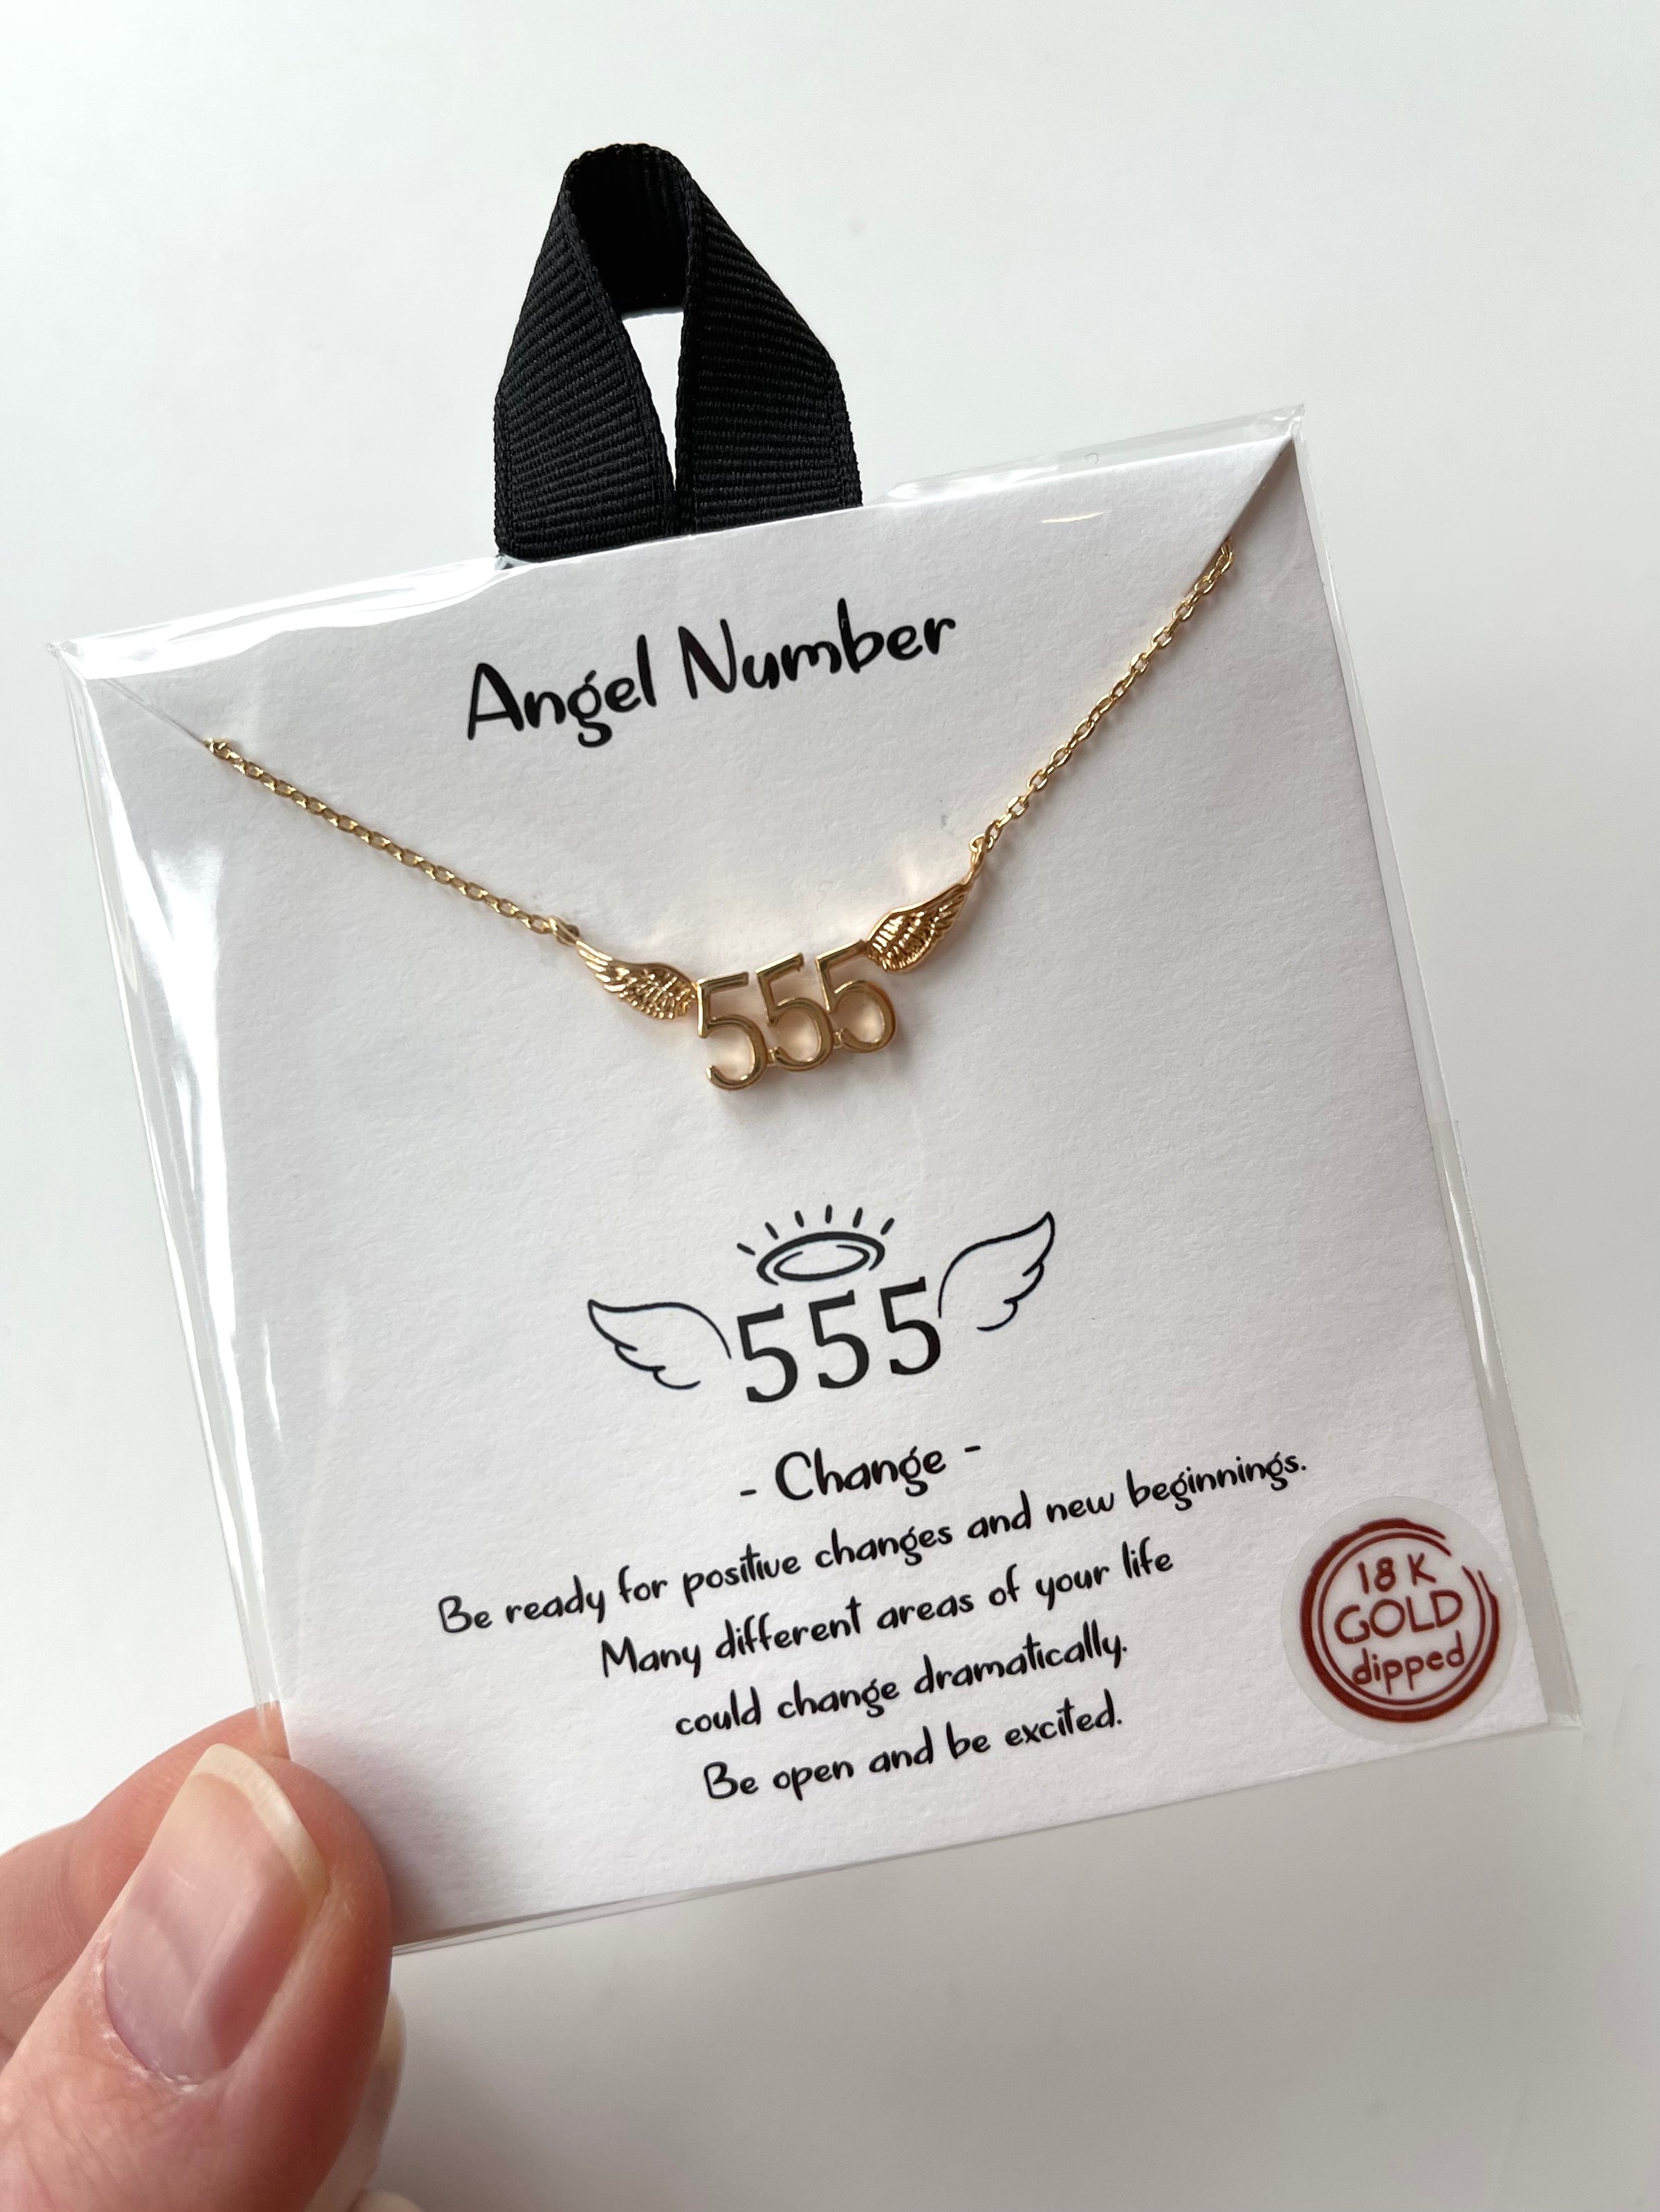 Angel Number
555
555
- Change -
Be ready for positive changes and new beginnings.
Many different areas of your life
could change dramatically.
Be open and be excited.
18 K
GOLD
dipped